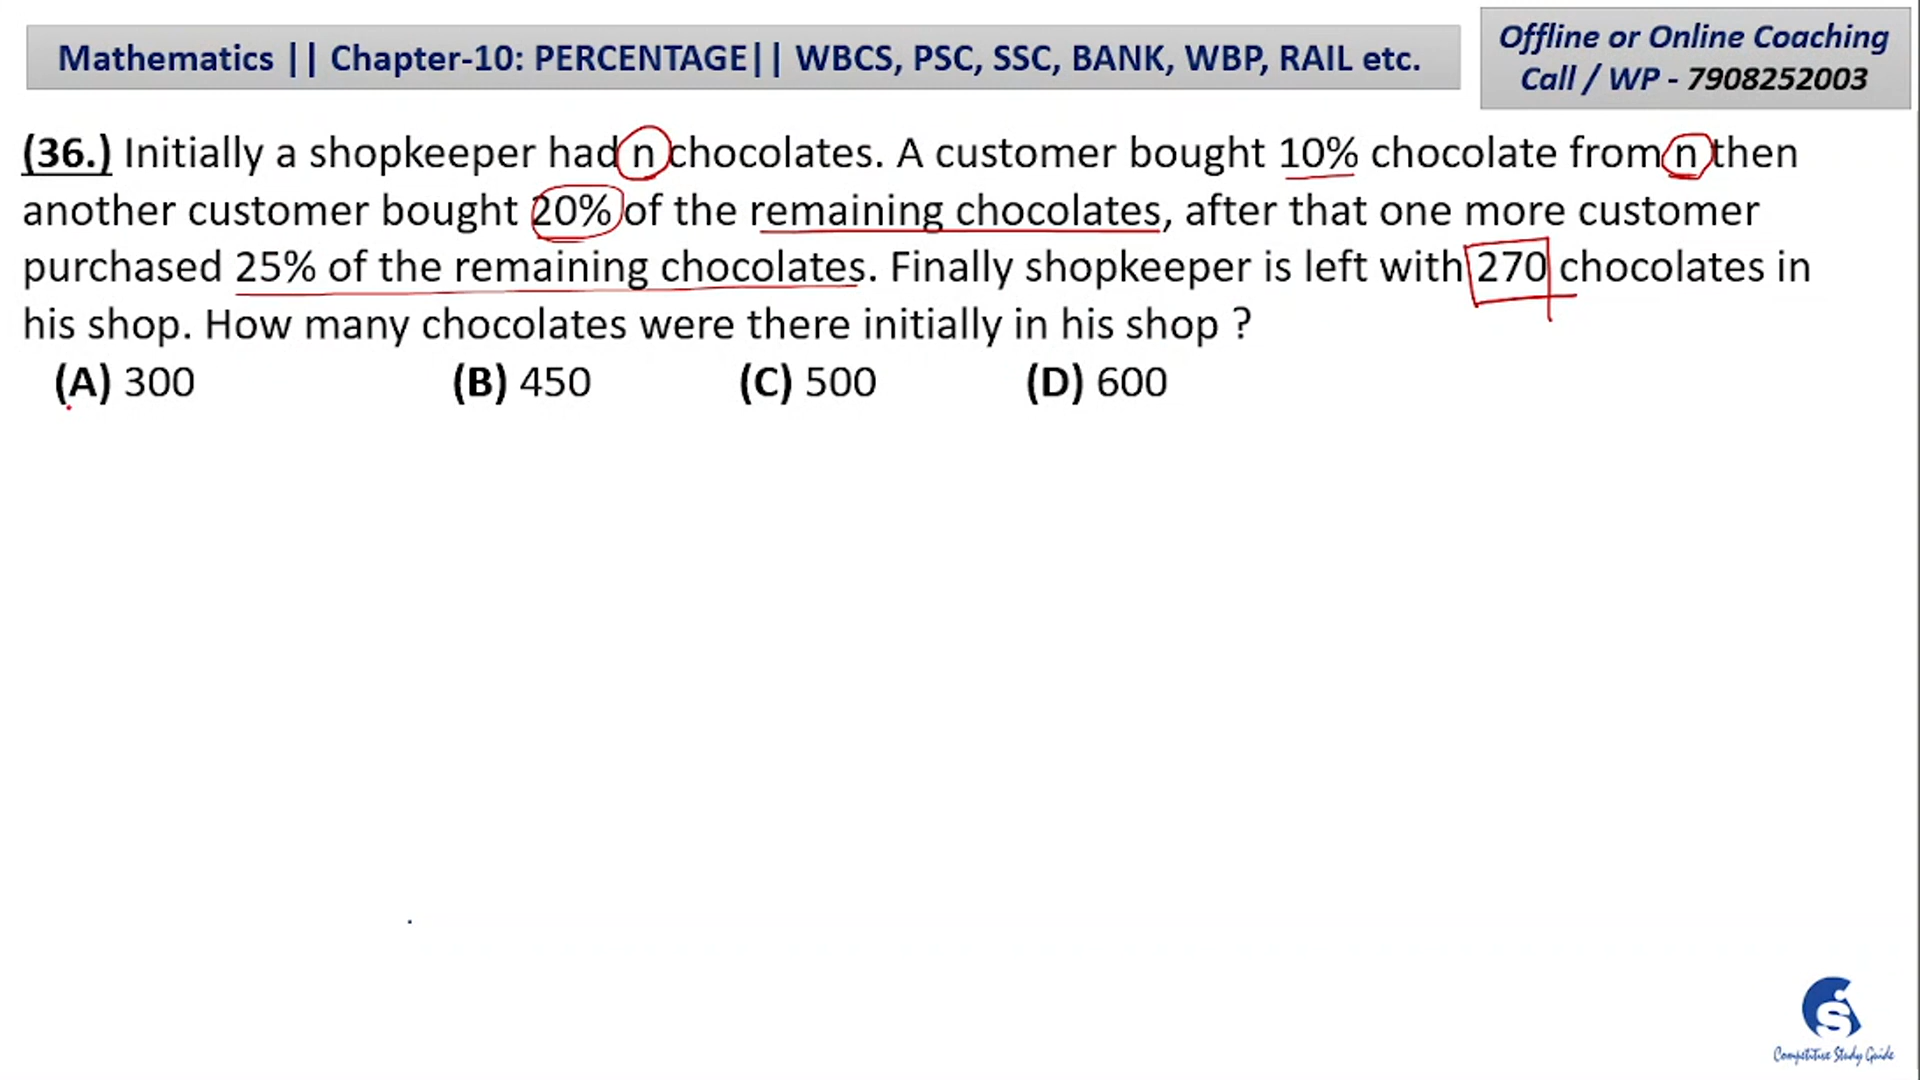 Mathematics || Chapter-10: PERCENTAGE|| WBCS, PSC, SSC, BANK, WBP, RAIL etc.
Offline or Online Coaching
Call / WP - 7908252003
(36.) Initially a shopkeeper had n chocolates. A customer bought 10% chocolate from n then
another customer bought 20% of the remaining chocolates, after that one more customer
purchased 25% of the remaining chocolates. Finally shopkeeper is left with 270 chocolates in
his shop. How many chocolates were there initially in his shop ?
(A) 300 (B) 450 (C) 500 (D) 600
Competitive Study Guide